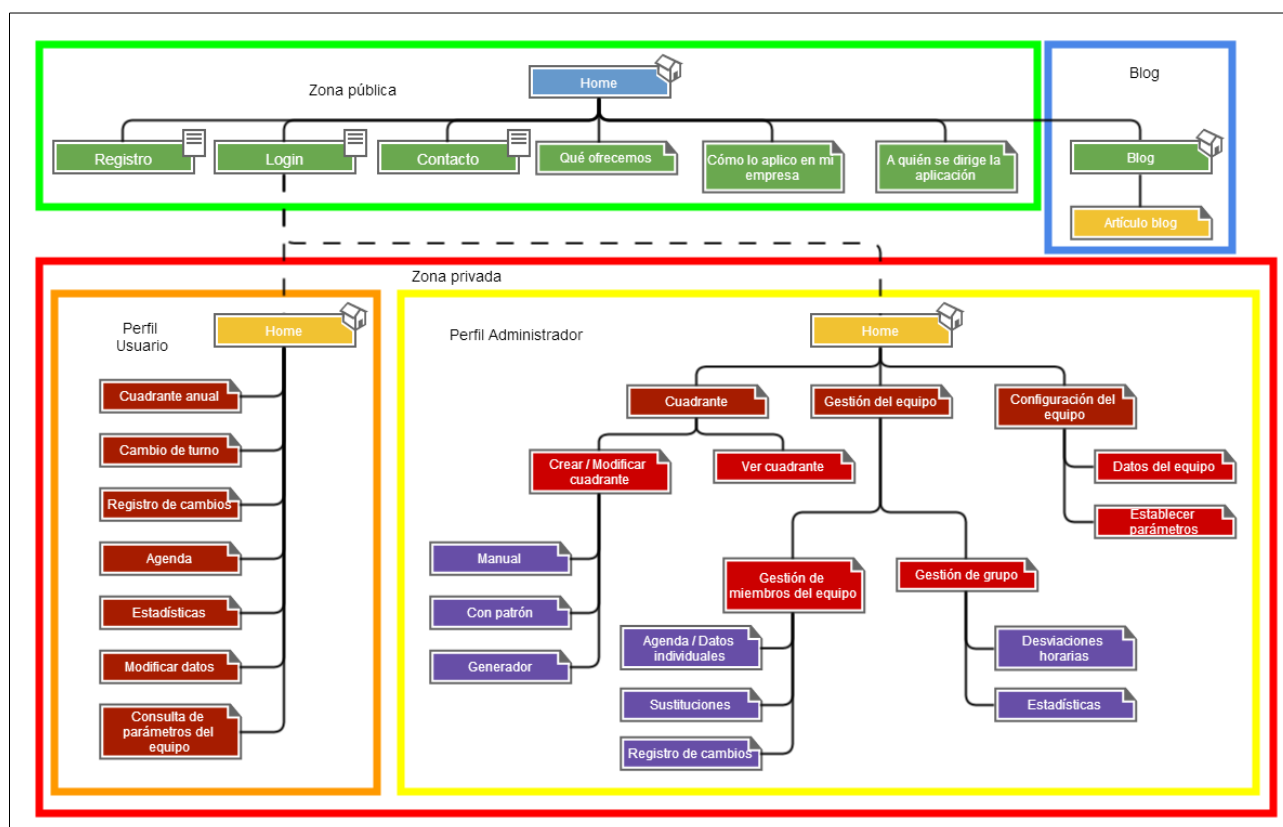 Zona pública
Home
Blog
Registro
Login
Contacto
Qué ofrecemos
Cómo lo aplico en mi
empresa
A quién se dirige la
aplicación
Blog
Artículo blog
Zona privada
Perfil
Usuario
Home
Cuadrante anual
Cambio de turno
Registro de cambios
Agenda
Estadísticas
Modificar datos
Consulta de
parámetros del
equipo
Perfil Administrador
Home
Cuadrante
Gestión del equipo
Configuración del
equipo
Crear / Modificar
cuadrante
Ver cuadrante
Datos del equipo
Establecer
parámetros
Manual
Con patrón
Generador
Gestión de
miembros del equipo
Gestión de grupo
Agenda / Datos
individuales
Sustituciones
Registro de cambios
Desviaciones
horarias
Estadísticas